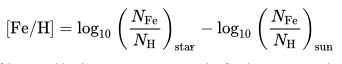 [Fe/H] = log₁₀ (N_Fe / N_H)_star − log₁₀ (N_Fe / N_H)_sun